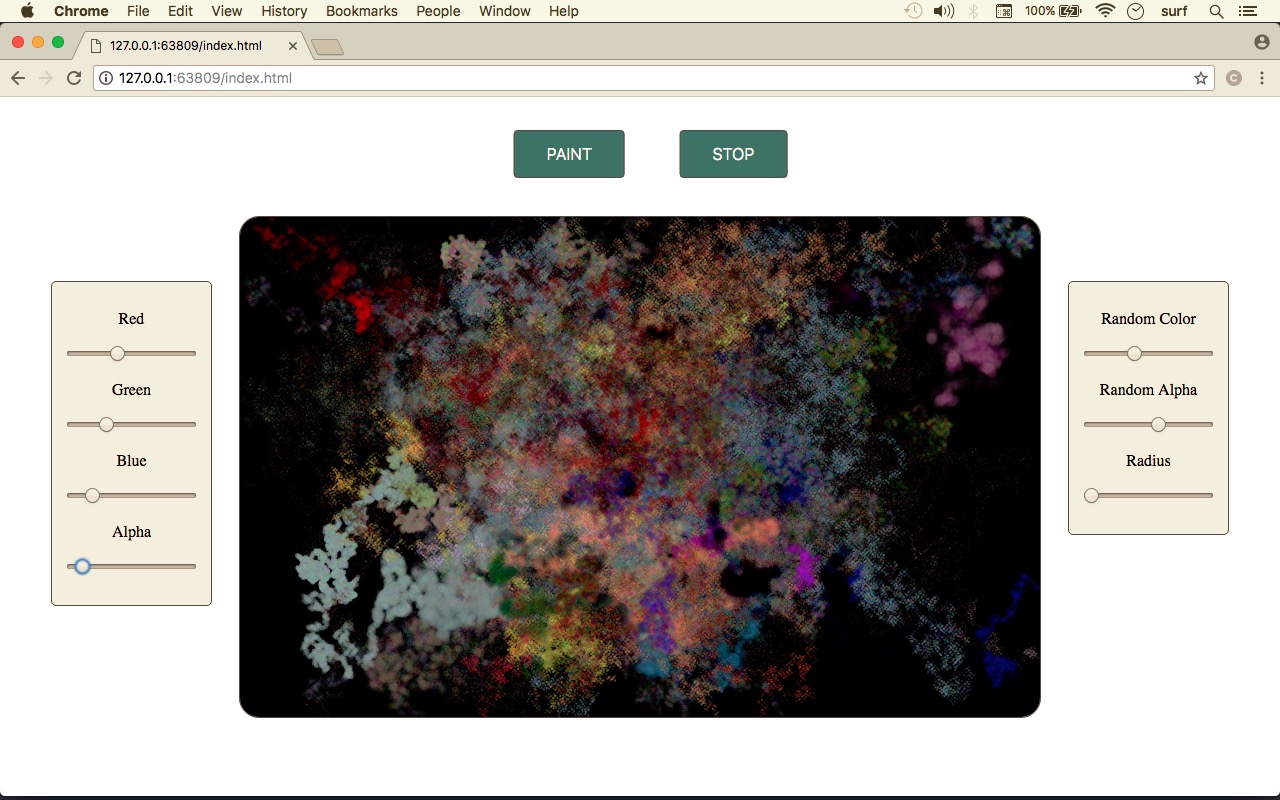 Chrome File Edit View History Bookmarks People Window Help 100% surf
127.0.0.1:63809/index.html
127.0.0.1:63809/index.html
PAINT STOP
Red
Green
Blue
Alpha
Random Color
Random Alpha
Radius